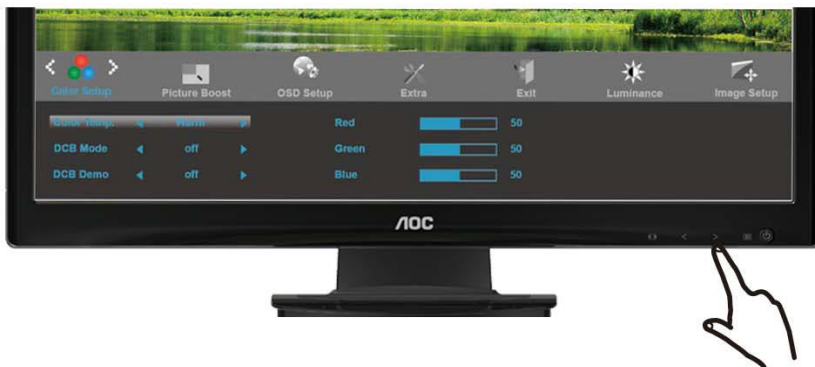 Color Setup Picture Boost OSD Setup Extra Exit Luminance Image Setup
Color Temp. Warm Red 50
DCB Mode off Green 50
DCB Demo off Blue 50
AOC